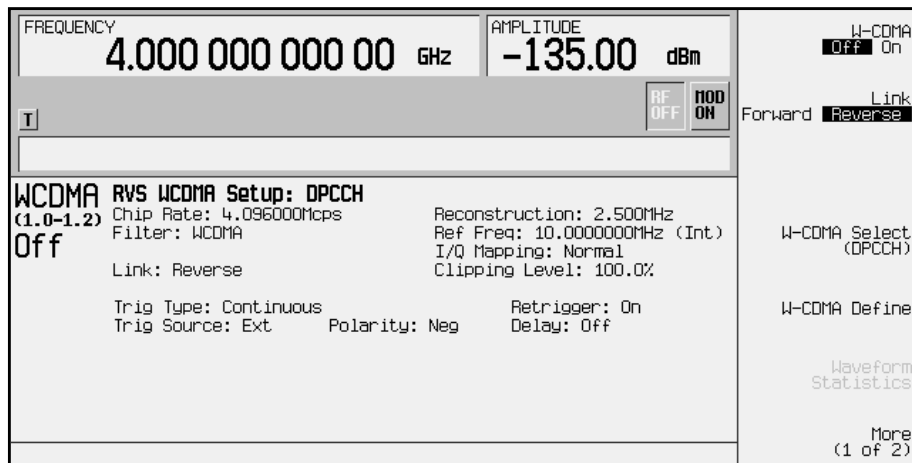 FREQUENCY
4.000 000 000 00 GHz
AMPLITUDE
-135.00 dBm
RF
OFF
MOD
ON
T
WCDMA
(1.0-1.2)
Off
RVS WCDMA Setup: DPCCH
Chip Rate: 4.096000Mcps
Reconstruction: 2.500MHz
Filter: WCDMA
Ref Freq: 10.0000000MHz (Int)
I/Q Mapping: Normal
Link: Reverse
Clipping Level: 100.0%
Trig Type: Continuous
Retrigger: On
Trig Source: Ext
Polarity: Neg
Delay: Off
W-CDMA
Off On
Link
Forward Reverse
W-CDMA Select
(DPCCH)
W-CDMA Define
Waveform
Statistics
More
(1 of 2)